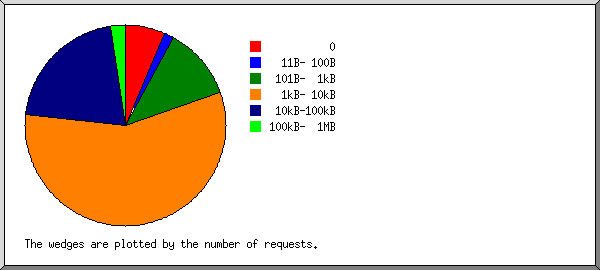 0
11B- 100B
101B- 1kB
1kB- 10kB
10kB-100kB
100kB- 1MB
The wedges are plotted by the number of requests.